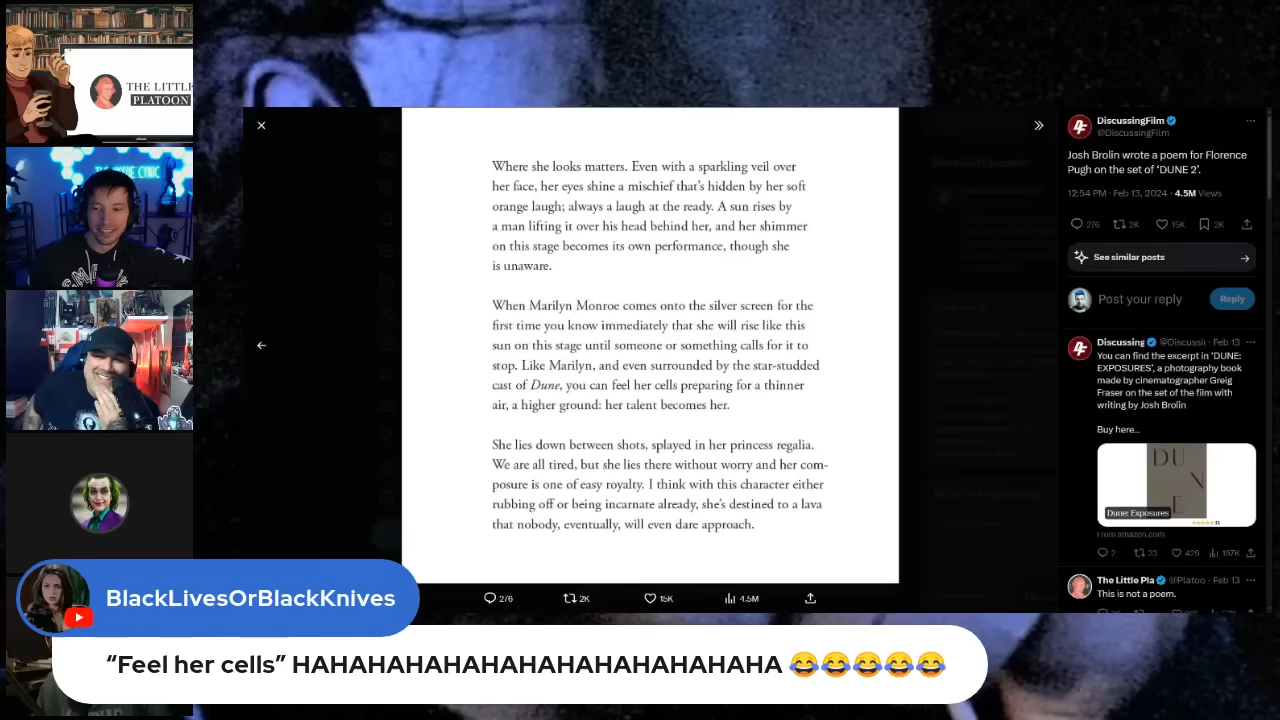 THE LITTLE
PLATOON
Where she looks matters. Even with a sparkling veil over
her face, her eyes shine a mischief that's hidden by her soft
orange laugh; always a laugh at the ready. A sun rises by
a man lifting it over his head behind her, and her shimmer
on this stage becomes its own performance, though she
is unaware.
When Marilyn Monroe comes onto the silver screen for the
first time you know immediately that she will rise like this
sun on this stage until someone or something calls for it to
stop. Like Marilyn, and even surrounded by the star-studded
cast of Dune, you can feel her cells preparing for a thinner
air, a higher ground: her talent becomes her.
She lies down between shots, splayed in her princess regalia.
We are all tired, but she lies there without worry and her com-
posure is one of easy royalty. I think with this character either
rubbing off or being incarnate already, she's destined to a lava
that nobody, eventually, will even dare approach.
276 2K 15K 4.5M
DiscussingFilm
@DiscussingFilm
Josh Brolin wrote a poem for Florence
Pugh on the set of 'DUNE 2'.
12:54 PM · Feb 13, 2024 · 4.5M Views
276 2K 15K 2K
See similar posts
Post your reply Reply
Discussing @Discussi · Feb 13
You can find the excerpt in 'DUNE:
EXPOSURES', a photography book
made by cinematographer Greig
Fraser on the set of the film with
writing by Josh Brolin
Buy here...
DU
N
E
Dune: Exposures
From amazon.com
2 23 429 197K
The Little Pla @Platoo · Feb 13
This is not a poem.
BlackLivesOrBlackKnives
“Feel her cells” HAHAHAHAHAHAHAHAHAHAHAHAHA 😂😂😂😂😂